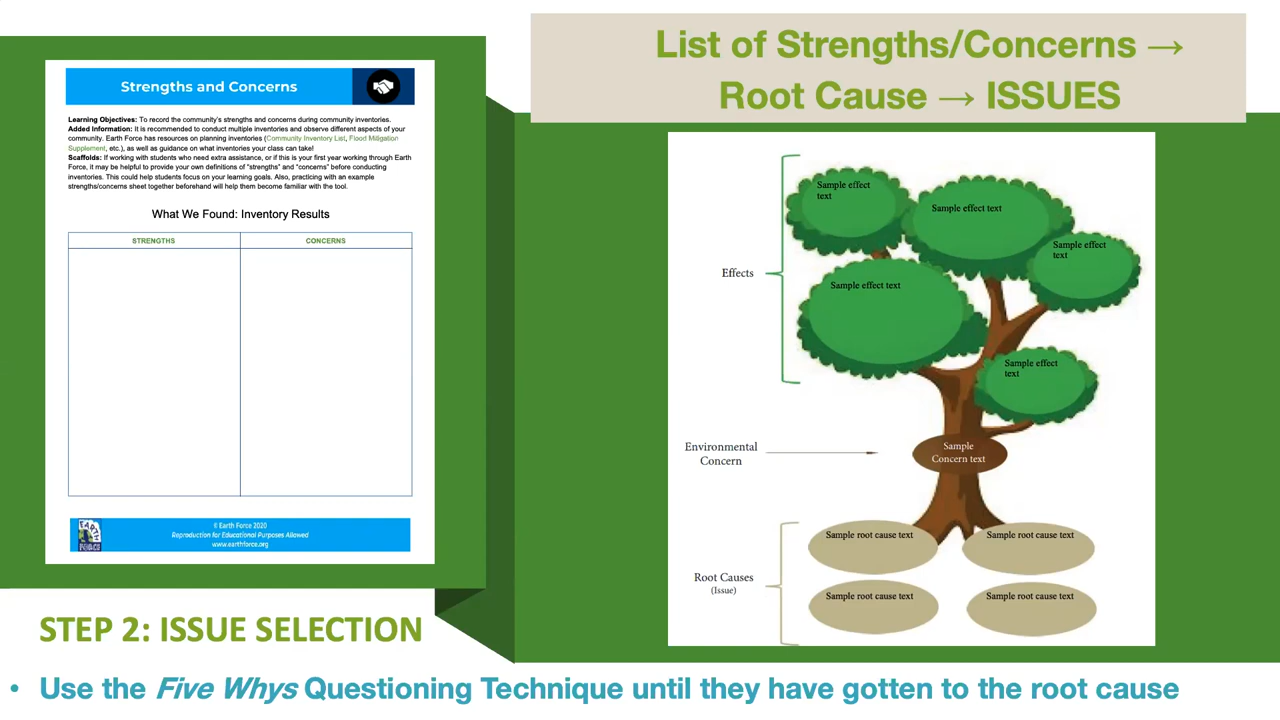 List of Strengths/Concerns →
Root Cause → ISSUES
Strengths and Concerns
Learning Objectives: To record the community's strengths and concerns during community inventories.
Added Information: It is recommended to conduct multiple inventories and observe different aspects of your
community. Earth Force has resources on planning inventories (Community Inventory List, Flood Mitigation
Supplement, etc.), as well as guidance on what inventories your class can take!
Scaffolds: If working with students who need extra assistance, or if this is your first year working through Earth
Force, it may be helpful to provide your own definitions of "strengths" and "concerns" before conducting
inventories. This could help students focus on your learning goals. Also, practicing with an example
strengths/concerns sheet together beforehand will help them become familiar with the tool.
What We Found: Inventory Results
STRENGTHS
CONCERNS
EARTH
FORCE
© Earth Force 2020
Reproduction for Educational Purposes Allowed
www.earthforce.org
Effects
Sample effect
text
Sample effect text
Sample effect
text
Sample effect text
Sample effect
text
Environmental
Concern
Sample
Concern text
Root Causes
(Issue)
Sample root cause text
Sample root cause text
Sample root cause text
Sample root cause text
STEP 2: ISSUE SELECTION
• Use the Five Whys Questioning Technique until they have gotten to the root cause